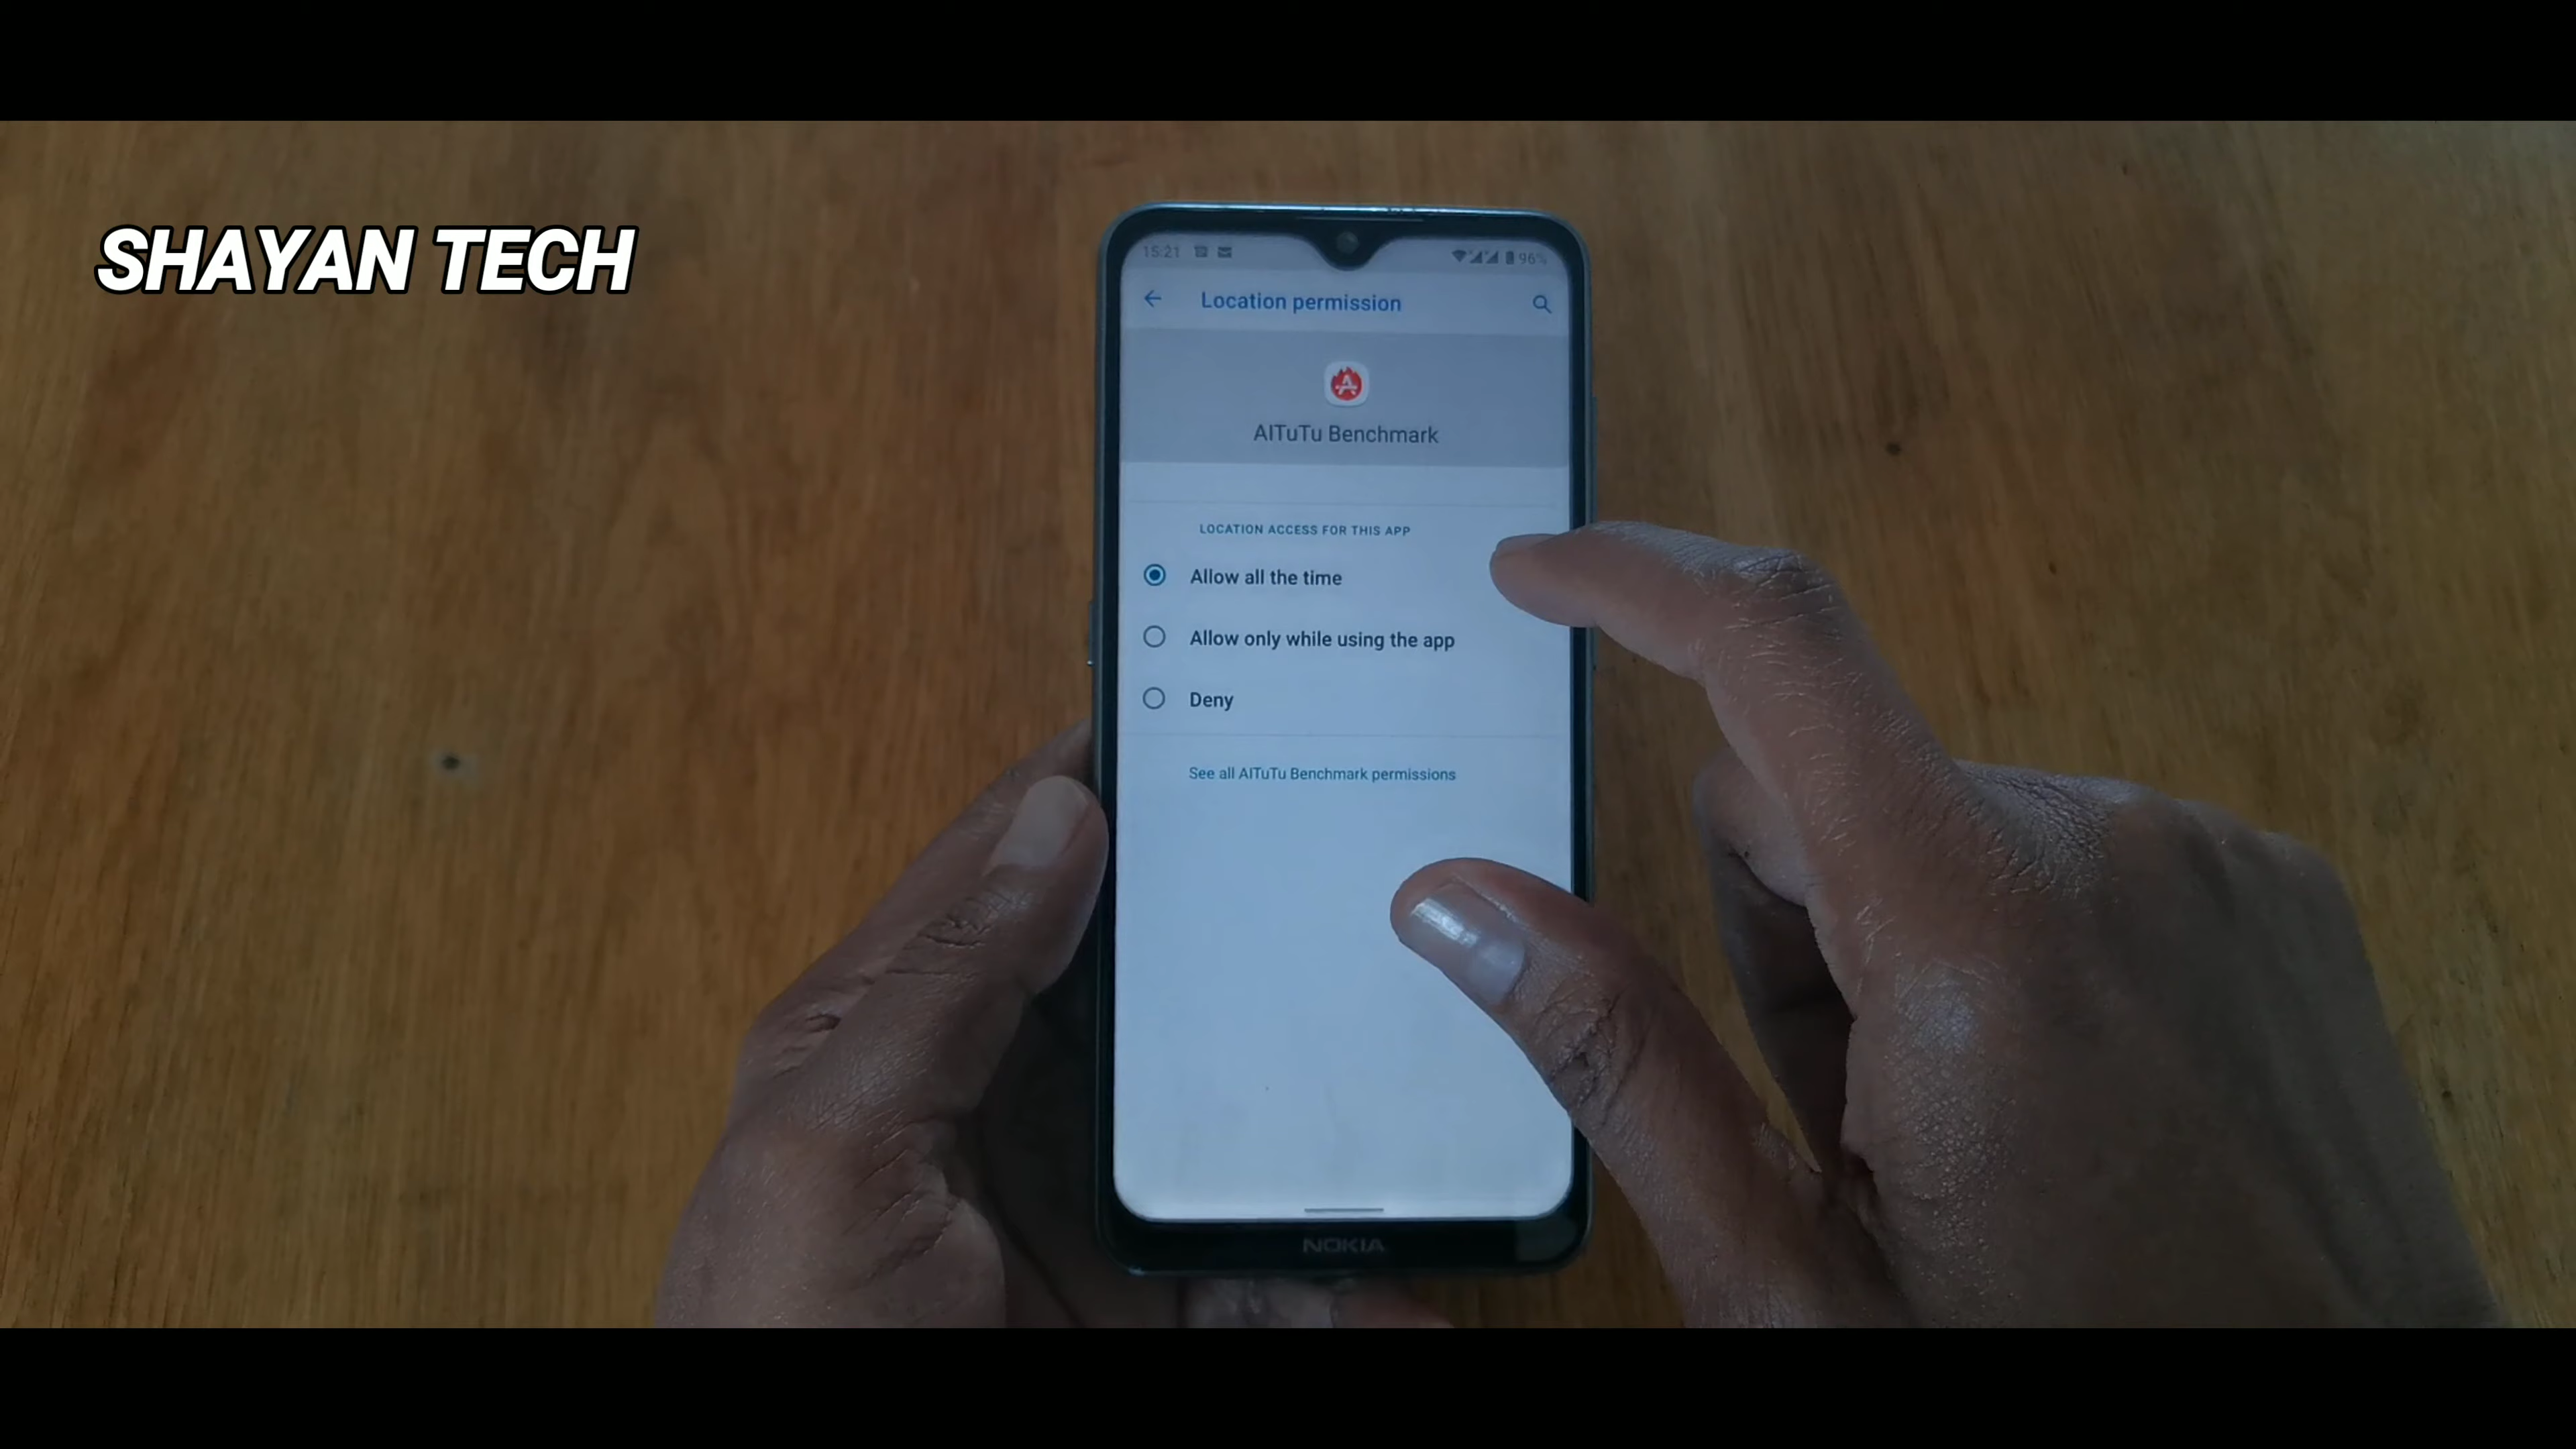 SHAYAN TECH
15:21
96%
Location permission
AITuTu Benchmark
LOCATION ACCESS FOR THIS APP
Allow all the time
Allow only while using the app
Deny
See all AITuTu Benchmark permissions
NOKIA